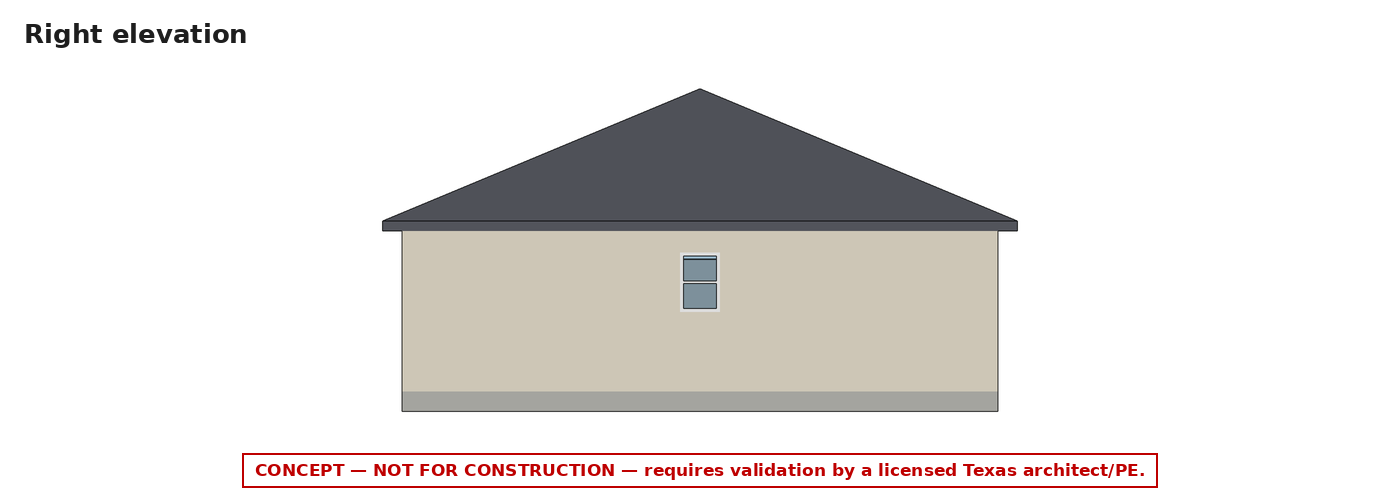 Right elevation
CONCEPT — NOT FOR CONSTRUCTION — requires validation by a licensed Texas architect/PE.